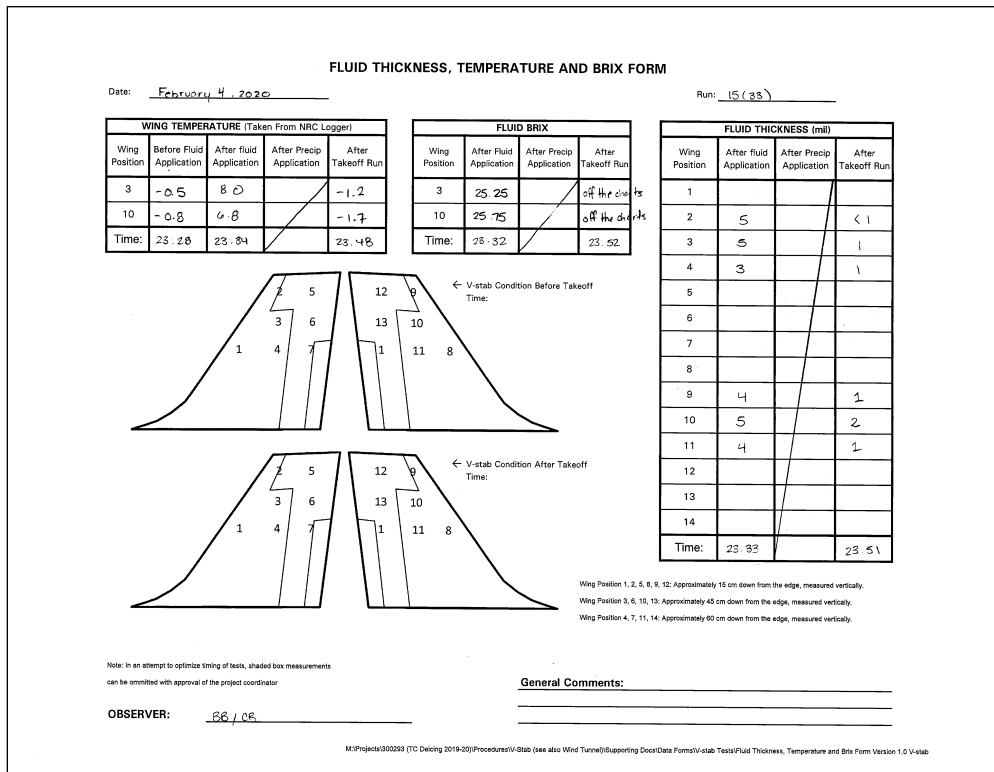 FLUID THICKNESS, TEMPERATURE AND BRIX FORM
Date: February 4, 2020
Run: 15(33)
WING TEMPERATURE (Taken From NRC Logger)
Wing Position Before Fluid Application After fluid Application After Precip Application After Takeoff Run
3 -0.5 8.0 -1.2
10 -0.8 6.8 -1.7
Time: 23.28 23.34 23.48
FLUID BRIX
Wing Position After Fluid Application After Precip Application After Takeoff Run
3 25.25 off the charts
10 25.75 off the charts
Time: 23.32 23.52
FLUID THICKNESS (mil)
Wing Position After fluid Application After Precip Application After Takeoff Run
1
2 5 <1
3 5 1
4 3 1
5
6
7
8
9 4 1
10 5 2
11 4 1
12
13
14
Time: 23.33 23.51
2 5 12 9
3 6 13 10
1 4 7 1 11 8
← V-stab Condition Before Takeoff
Time:
2 5 12 9
3 6 13 10
1 4 7 1 11 8
← V-stab Condition After Takeoff
Time:
Wing Position 1, 2, 5, 8, 9, 12: Approximately 15 cm down from the edge, measured vertically.
Wing Position 3, 6, 10, 13: Approximately 45 cm down from the edge, measured vertically.
Wing Position 4, 7, 11, 14: Approximately 60 cm down from the edge, measured vertically.
Note: In an attempt to optimize timing of tests, shaded box measurements
can be ommitted with approval of the project coordinator
General Comments:
OBSERVER: BB / CR
M:\Projects\300293 (TC Deicing 2019-20)\Procedures\V-Stab (see also Wind Tunnel)\Supporting Docs\Data Forms\V-stab Tests\Fluid Thickness, Temperature and Brix Form Version 1.0 V-stab